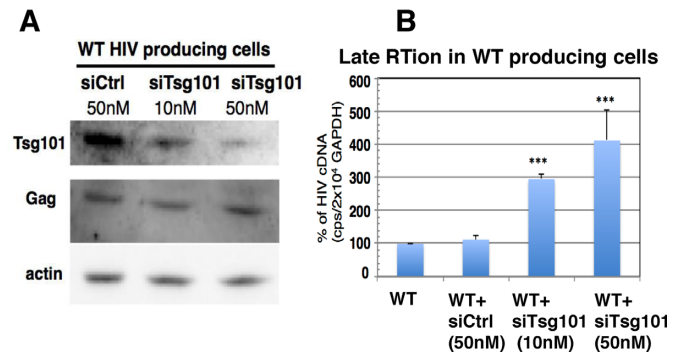 A
WT HIV producing cells
siCtrl siTsg101 siTsg101
50nM 10nM 50nM
Tsg101
Gag
actin
B
Late RTion in WT producing cells
% of HIV cDNA
(cps/2x10⁴ GAPDH)
600
500
400
300
200
100
0
***
***
WT
WT+
siCtrl
(50nM)
WT+
siTsg101
(10nM)
WT+
siTsg101
(50nM)